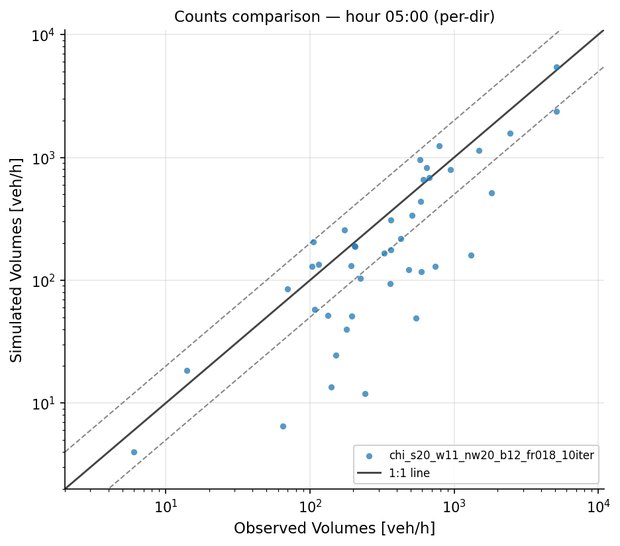 Counts comparison — hour 05:00 (per-dir)
Simulated Volumes [veh/h]
10⁴
10³
10²
10¹
chi_s20_w11_nw20_b12_fr018_10iter
1:1 line
10¹ 10² 10³ 10⁴
Observed Volumes [veh/h]